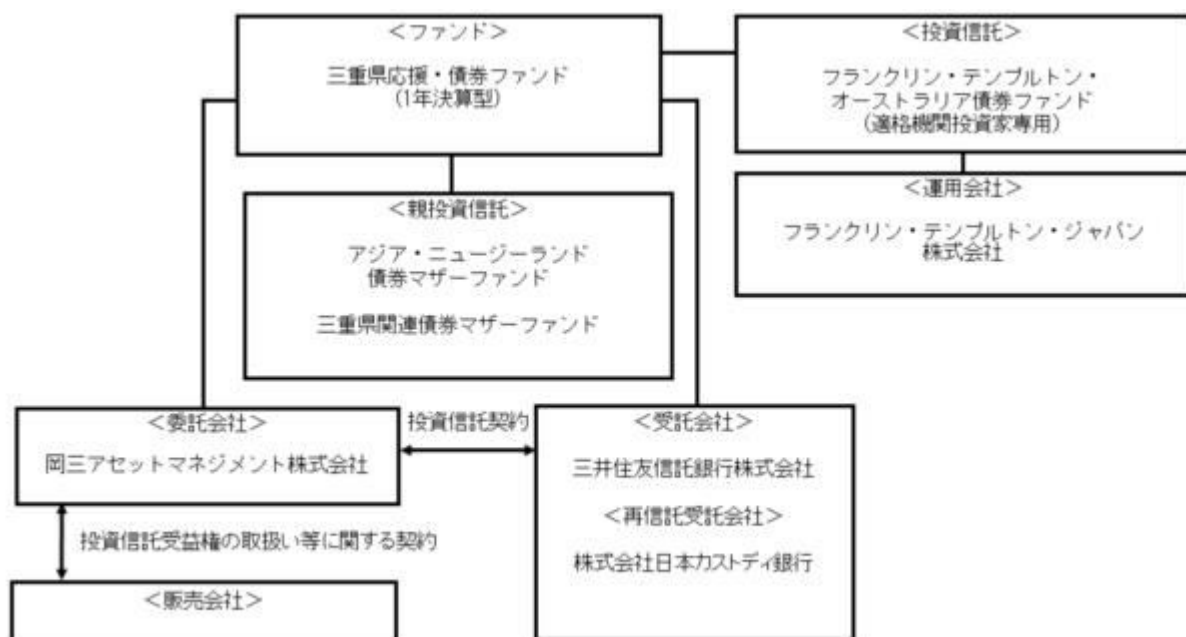 ＜ファンド＞
三重県応援・債券ファンド
(1年決算型)
＜投資信託＞
フランクリン・テンプルトン・
オーストラリア債券ファンド
(適格機関投資家専用)
＜運用会社＞
フランクリン・テンプルトン・ジャパン
株式会社
＜親投資信託＞
アジア・ニュージーランド
債券マザーファンド
三重県関連債券マザーファンド
＜委託会社＞
岡三アセットマネジメント株式会社
投資信託契約
＜受託会社＞
三井住友信託銀行株式会社
＜再信託受託会社＞
株式会社日本カストディ銀行
投資信託受益権の取扱い等に関する契約
＜販売会社＞